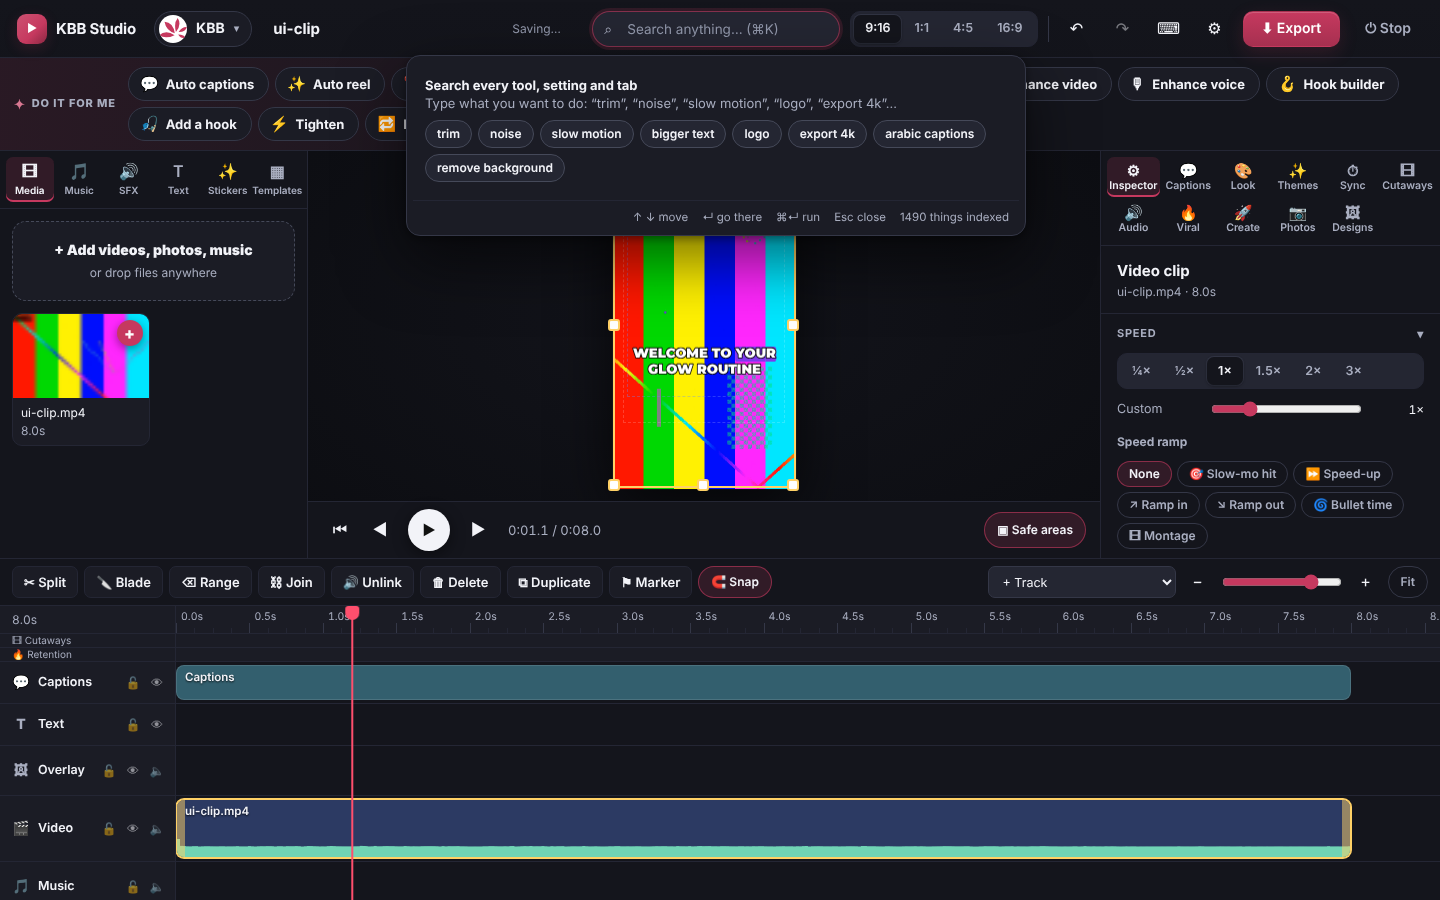 KBB Studio
KBB
ui-clip
Saving...
Search anything... (⌘K)
9:16
1:1
4:5
16:9
Export
Stop
DO IT FOR ME
Auto captions
Auto reel
Enhance voice
Hook builder
Add a hook
Tighten
Search every tool, setting and tab
Type what you want to do: “trim”, “noise”, “slow motion”, “logo”, “export 4k”...
trim
noise
slow motion
bigger text
logo
export 4k
arabic captions
remove background
↑ ↓ move
↵ go there
⌘↵ run
Esc close
1490 things indexed
Media
Music
SFX
T
Text
Stickers
Templates
+ Add videos, photos, music
or drop files anywhere
+
ui-clip.mp4
8.0s
WELCOME TO YOUR
GLOW ROUTINE
0:01.1 / 0:08.0
Safe areas
Inspector
Captions
Look
Themes
Sync
Cutaways
Audio
Viral
Create
Photos
Designs
Video clip
ui-clip.mp4 · 8.0s
SPEED
¼×
½×
1×
1.5×
2×
3×
Custom
1×
Speed ramp
None
Slow-mo hit
Speed-up
Ramp in
Ramp out
Bullet time
Montage
Split
Blade
Range
Join
Unlink
Delete
Duplicate
Marker
Snap
+ Track
−
+
Fit
8.0s
0.0s
0.5s
1.0s
1.5s
2.0s
2.5s
3.0s
3.5s
4.0s
4.5s
5.0s
5.5s
6.0s
6.5s
7.0s
7.5s
8.0s
Cutaways
Retention
Captions
Captions
T
Text
Overlay
Video
ui-clip.mp4
Music